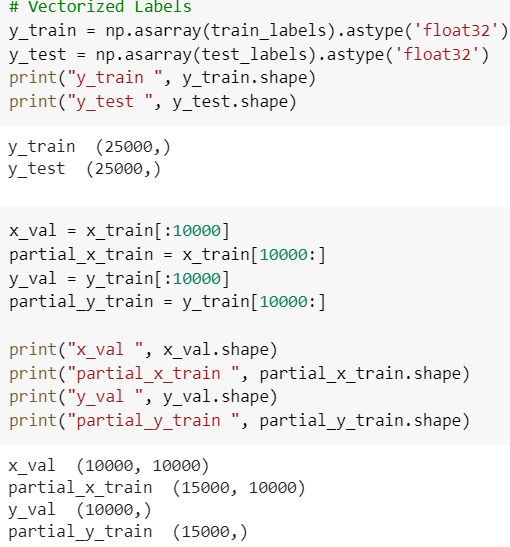 # Vectorized Labels
y_train = np.asarray(train_labels).astype('float32')
y_test = np.asarray(test_labels).astype('float32')
print("y_train ", y_train.shape)
print("y_test ", y_test.shape)
y_train  (25000,)
y_test  (25000,)
x_val = x_train[:10000]
partial_x_train = x_train[10000:]
y_val = y_train[:10000]
partial_y_train = y_train[10000:]
print("x_val ", x_val.shape)
print("partial_x_train ", partial_x_train.shape)
print("y_val ", y_val.shape)
print("partial_y_train ", partial_y_train.shape)
x_val  (10000, 10000)
partial_x_train  (15000, 10000)
y_val  (10000,)
partial_y_train  (15000,)